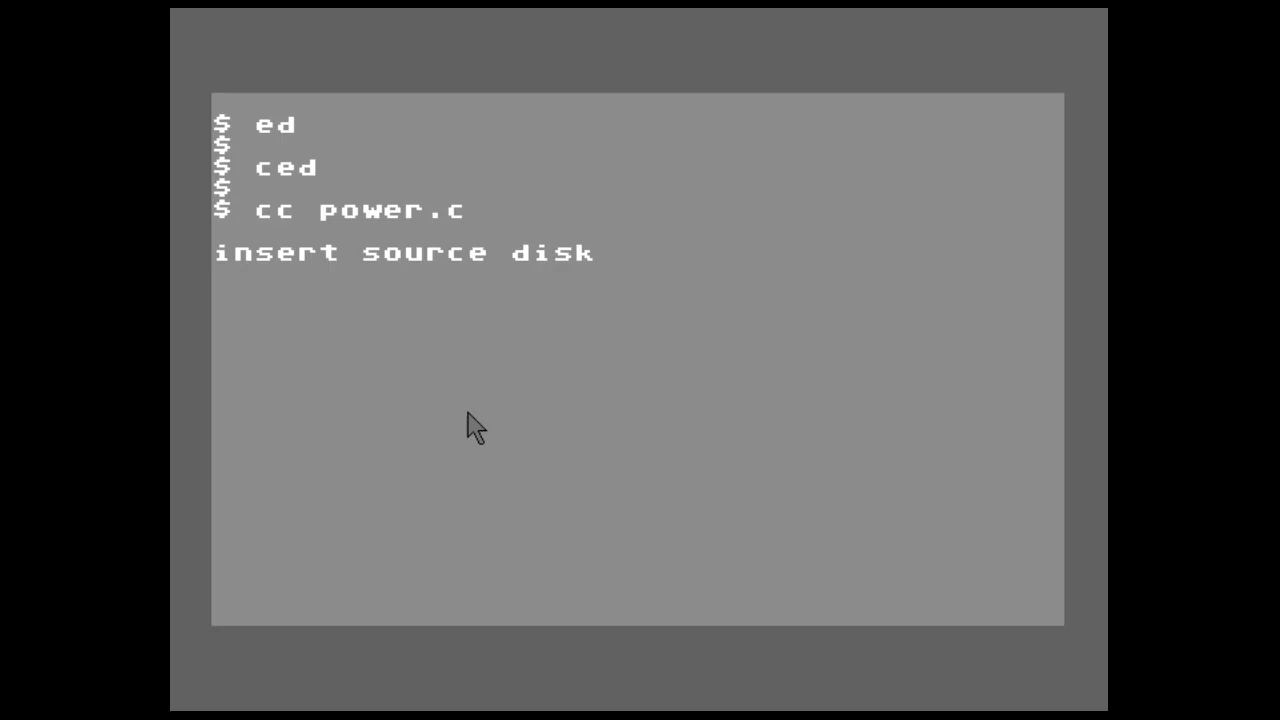 $ ed
$
$ ced
$
$ cc power.c
insert source disk